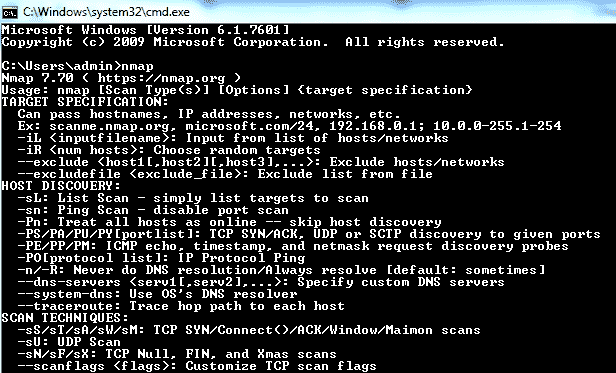 C:\Windows\system32\cmd.exe
Microsoft Windows [Version 6.1.7601]
Copyright (c) 2009 Microsoft Corporation.  All rights reserved.
C:\Users\admin>nmap
Nmap 7.70 ( https://nmap.org )
Usage: nmap [Scan Type(s)] [Options] {target specification}
TARGET SPECIFICATION:
  Can pass hostnames, IP addresses, networks, etc.
  Ex: scanme.nmap.org, microsoft.com/24, 192.168.0.1; 10.0.0-255.1-254
  -iL <inputfilename>: Input from list of hosts/networks
  -iR <num hosts>: Choose random targets
  --exclude <host1[,host2][,host3],...>: Exclude hosts/networks
  --excludefile <exclude_file>: Exclude list from file
HOST DISCOVERY:
  -sL: List Scan - simply list targets to scan
  -sn: Ping Scan - disable port scan
  -Pn: Treat all hosts as online -- skip host discovery
  -PS/PA/PU/PY[portlist]: TCP SYN/ACK, UDP or SCTP discovery to given ports
  -PE/PP/PM: ICMP echo, timestamp, and netmask request discovery probes
  -PO[protocol list]: IP Protocol Ping
  -n/-R: Never do DNS resolution/Always resolve [default: sometimes]
  --dns-servers <serv1[,serv2],...>: Specify custom DNS servers
  --system-dns: Use OS's DNS resolver
  --traceroute: Trace hop path to each host
SCAN TECHNIQUES:
  -sS/sT/sA/sW/sM: TCP SYN/Connect()/ACK/Window/Maimon scans
  -sU: UDP Scan
  -sN/sF/sX: TCP Null, FIN, and Xmas scans
  --scanflags <flags>: Customize TCP scan flags